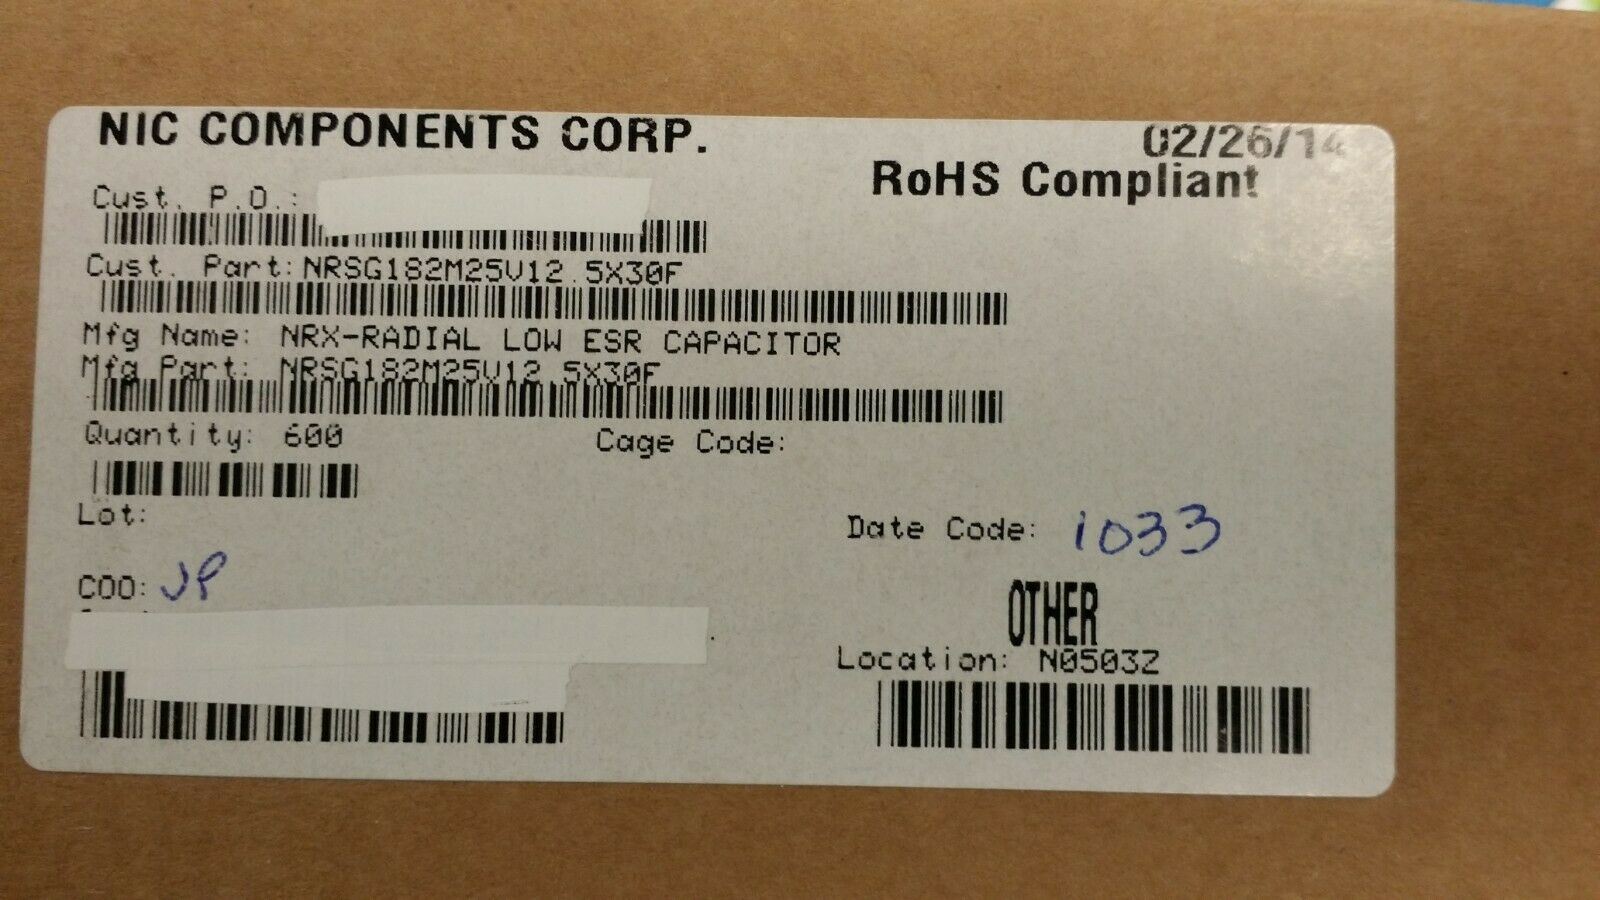 NIC COMPONENTS CORP.
02/26/14
RoHS Compliant
Cust. P.O.:
Cust. Part: NRSG182M25V12.5X30F
Mfg Name: NRX-RADIAL LOW ESR CAPACITOR
Mfg Part: NRSG182M25V12.5X30F
Quantity: 600
Cage Code:
Lot:
Date Code: 1033
COO: JP
OTHER
Location: N05032